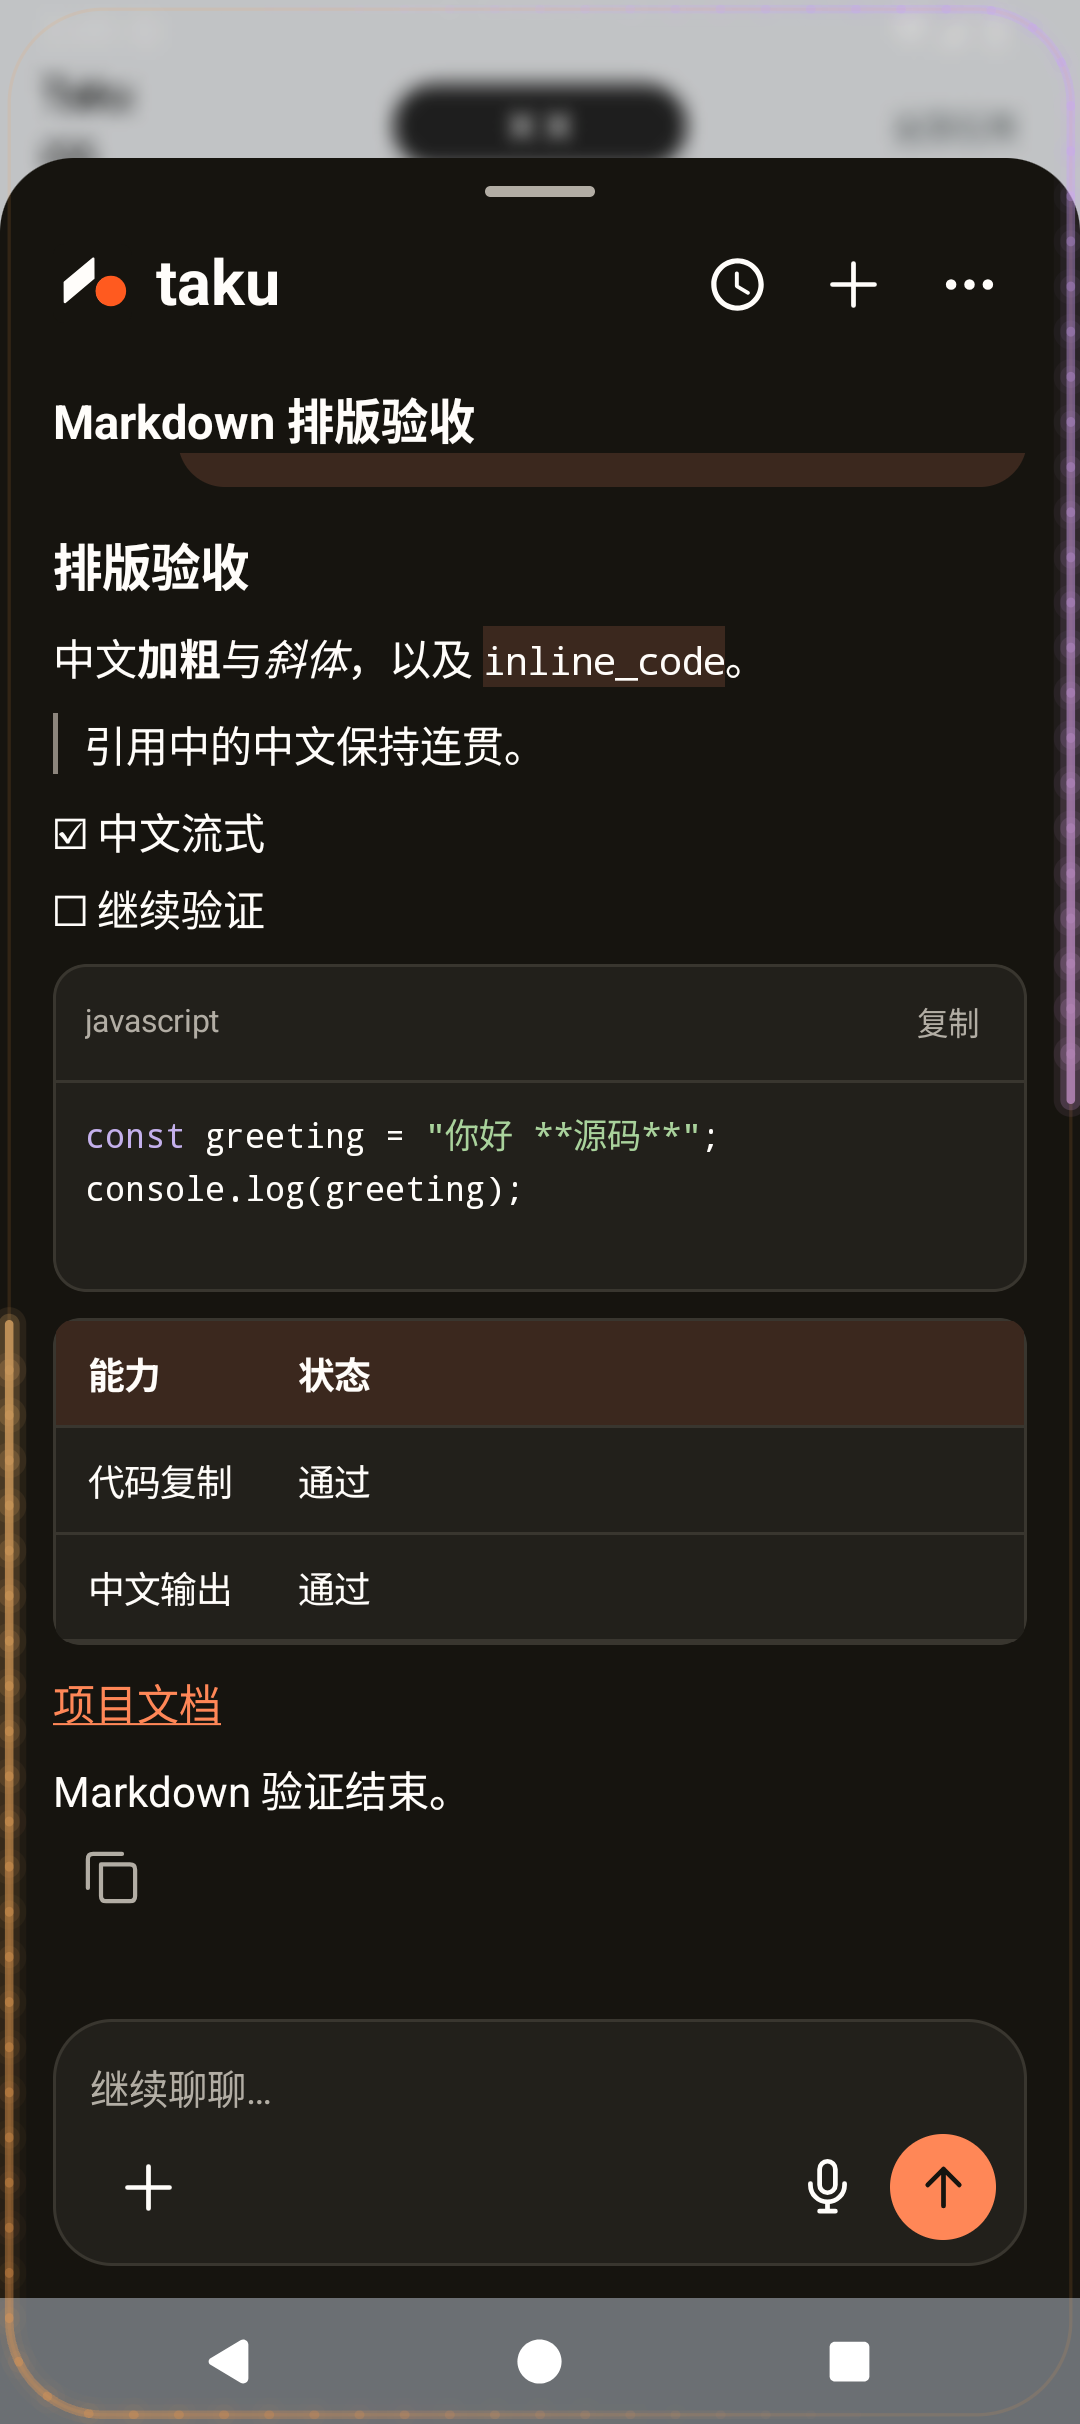 Taku
taku
Markdown 排版验收
排版验收
中文加粗与斜体，以及 inline_code。
引用中的中文保持连贯。
☑ 中文流式
☐ 继续验证
javascript
复制
const greeting = "你好 **源码**";
console.log(greeting);
能力 状态
代码复制 通过
中文输出 通过
项目文档
Markdown 验证结束。
继续聊聊...